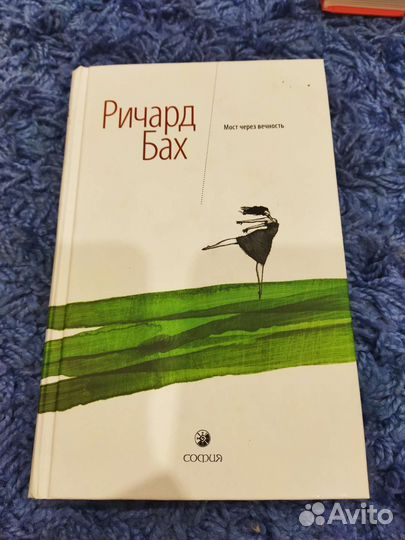 Ричард
Бах
Мост через вечность
СОФИЯ
Avito